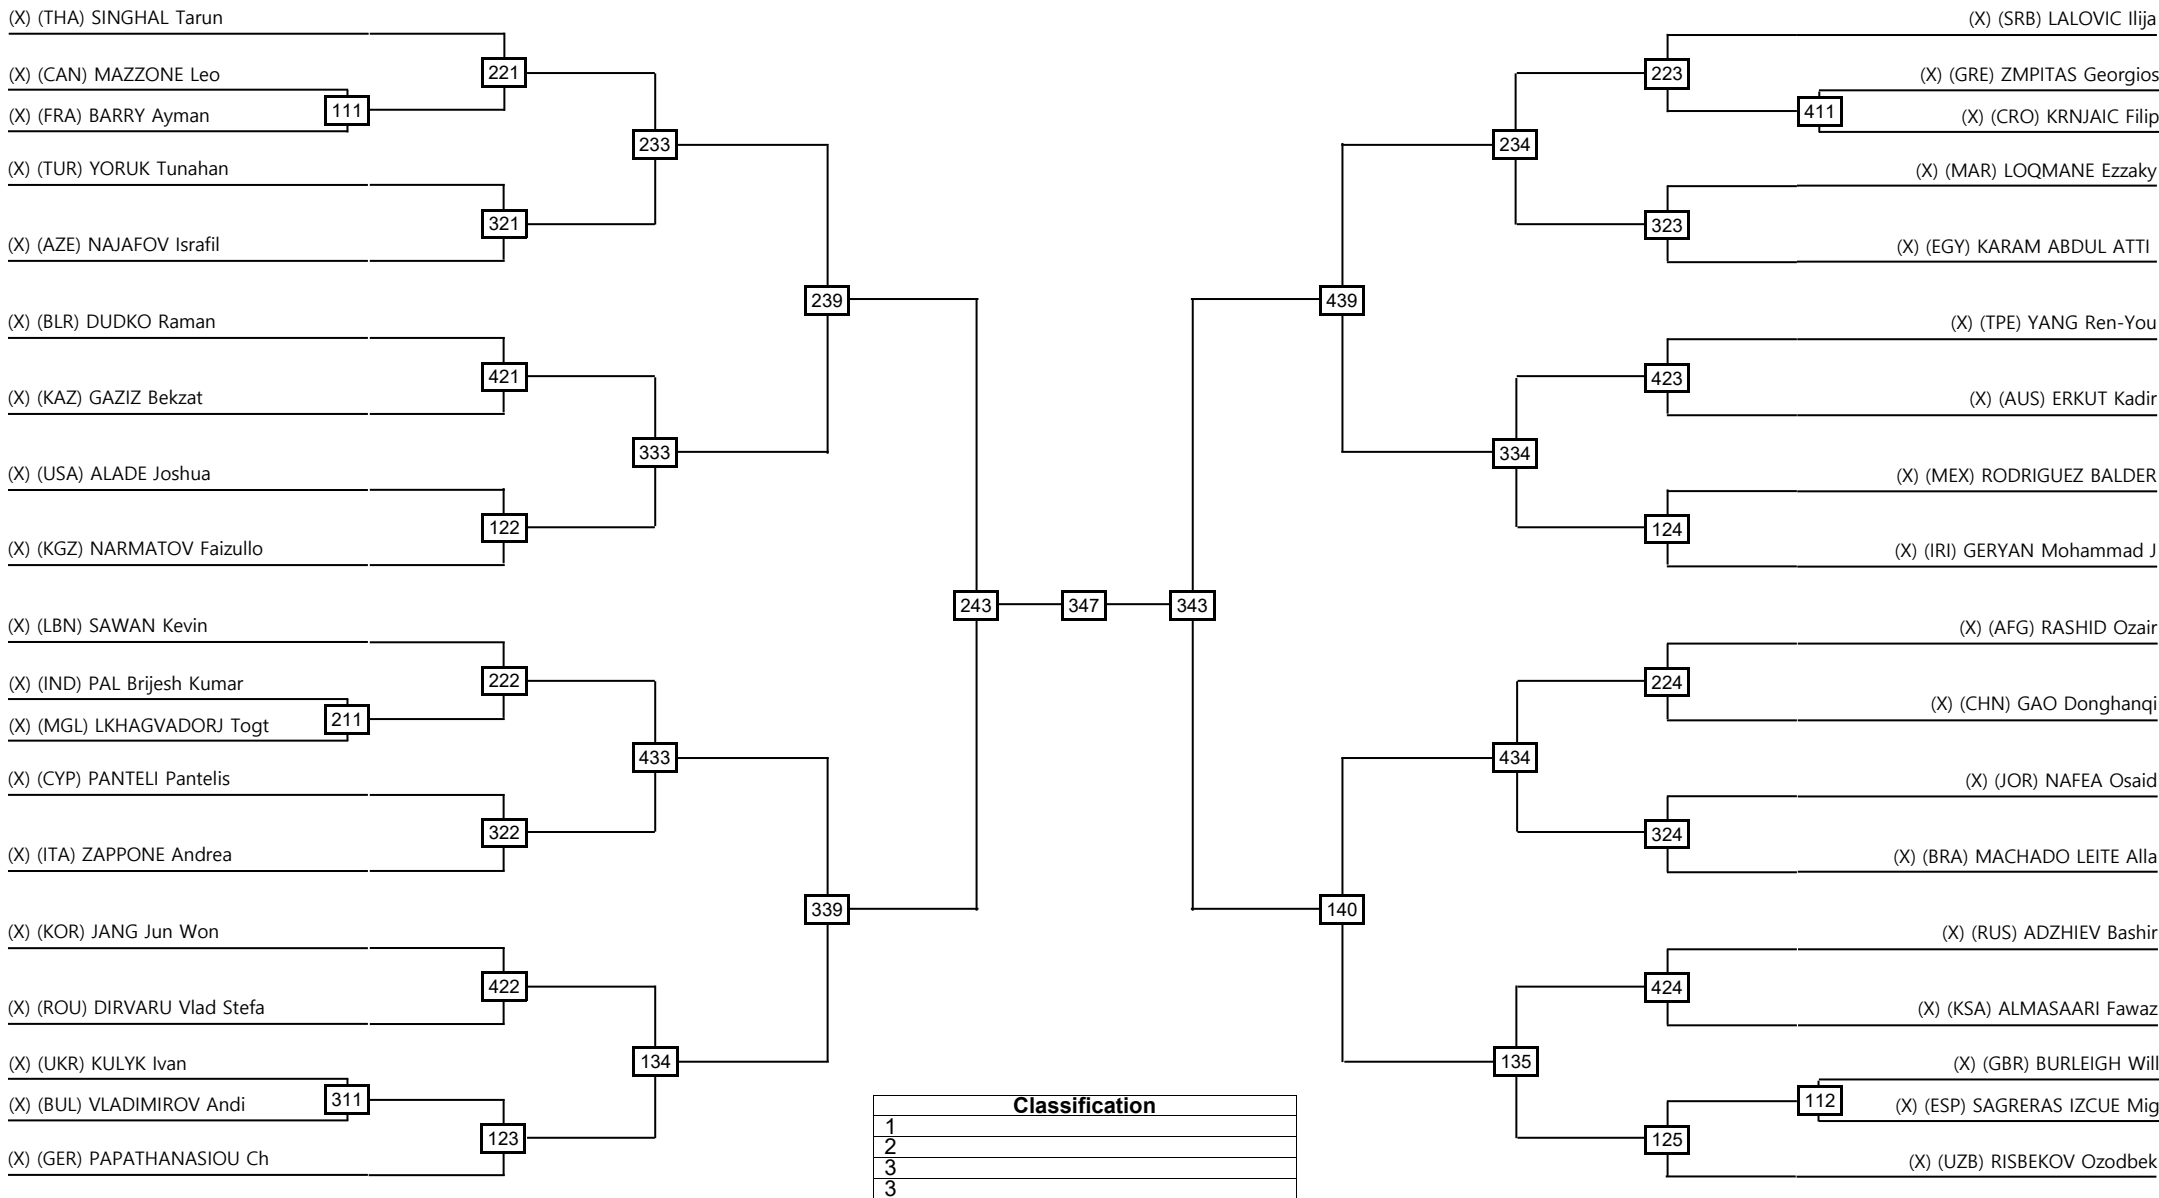 (X) (THA) SINGHAL Tarun
(X) (CAN) MAZZONE Leo
(X) (FRA) BARRY Ayman
(X) (TUR) YORUK Tunahan
(X) (AZE) NAJAFOV Israfil
(X) (BLR) DUDKO Raman
(X) (KAZ) GAZIZ Bekzat
(X) (USA) ALADE Joshua
(X) (KGZ) NARMATOV Faizullo
(X) (LBN) SAWAN Kevin
(X) (IND) PAL Brijesh Kumar
(X) (MGL) LKHAGVADORJ Togt
(X) (CYP) PANTELI Pantelis
(X) (ITA) ZAPPONE Andrea
(X) (KOR) JANG Jun Won
(X) (ROU) DIRVARU Vlad Stefa
(X) (UKR) KULYK Ivan
(X) (BUL) VLADIMIROV Andi
(X) (GER) PAPATHANASIOU Ch
111
211
311
221
321
421
122
222
322
422
123
233
333
433
134
239
339
243
347
343
439
140
234
334
434
135
223
323
423
124
224
324
424
125
411
112
(X) (SRB) LALOVIC Ilija
(X) (GRE) ZMPITAS Georgios
(X) (CRO) KRNJAIC Filip
(X) (MAR) LOQMANE Ezzaky
(X) (EGY) KARAM ABDUL ATTI
(X) (TPE) YANG Ren-You
(X) (AUS) ERKUT Kadir
(X) (MEX) RODRIGUEZ BALDER
(X) (IRI) GERYAN Mohammad J
(X) (AFG) RASHID Ozair
(X) (CHN) GAO Donghanqi
(X) (JOR) NAFEA Osaid
(X) (BRA) MACHADO LEITE Alla
(X) (RUS) ADZHIEV Bashir
(X) (KSA) ALMASAARI Fawaz
(X) (GBR) BURLEIGH Will
(X) (ESP) SAGRERAS IZCUE Mig
(X) (UZB) RISBEKOV Ozodbek
Classification
1
2
3
3